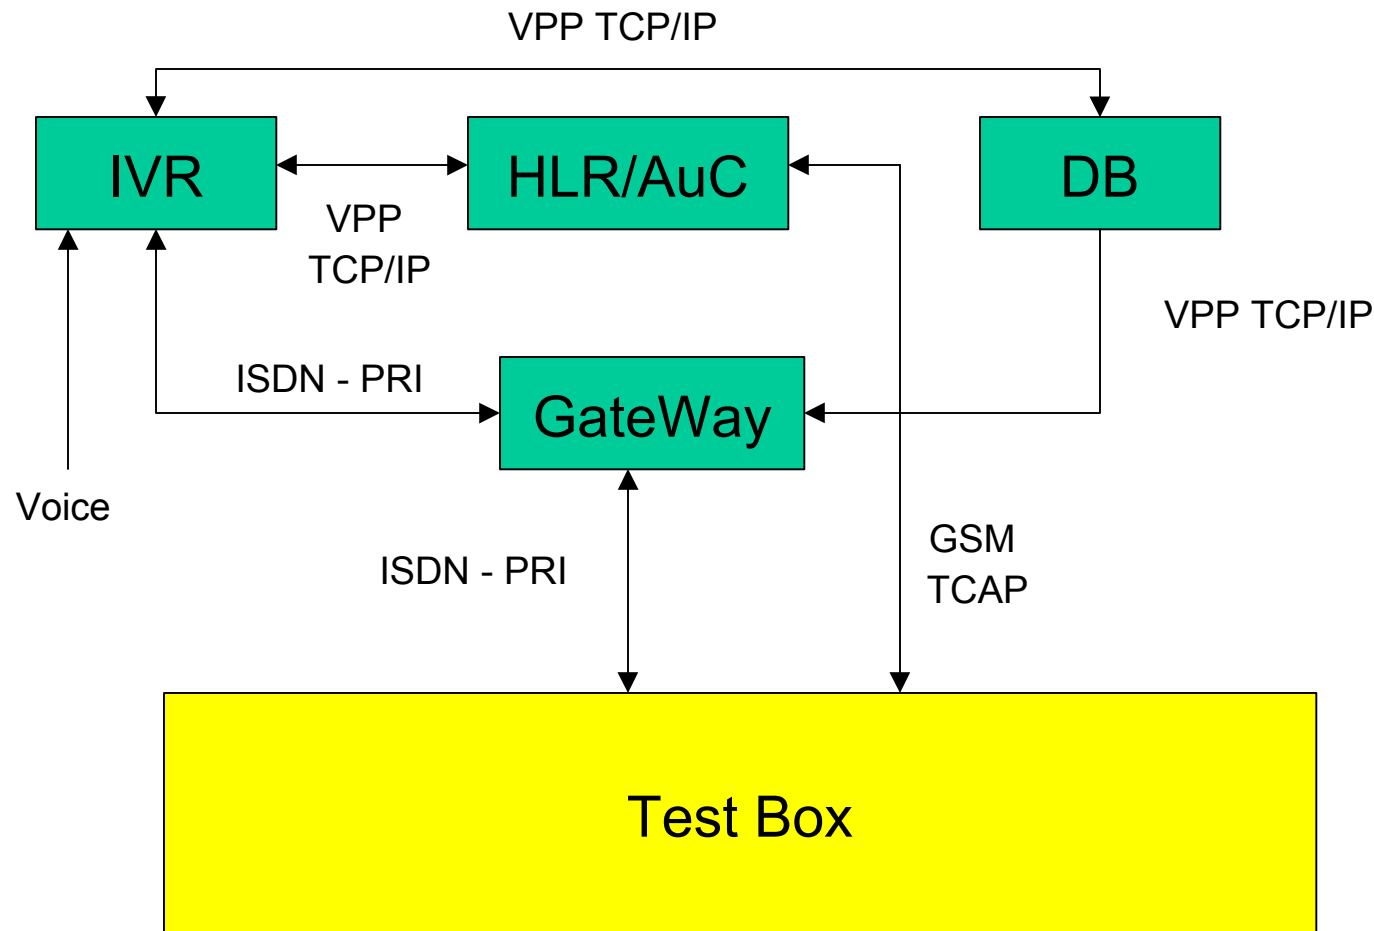 VPP TCP/IP
IVR
HLR/AuC
DB
VPP
TCP/IP
VPP TCP/IP
ISDN - PRI
GateWay
Voice
ISDN - PRI
GSM
TCAP
Test Box